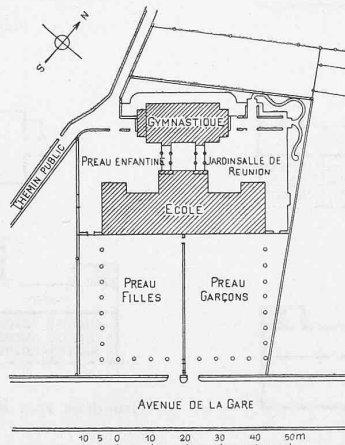 N
S
GYMNASTIQUE
PREAU ENFANTINE
JARDIN SALLE DE
REUNION
CHEMIN PUBLIC
ECOLE
PREAU
FILLES
PREAU
GARÇONS
AVENUE DE LA GARE
10 5 0 10 20 30 40 50m